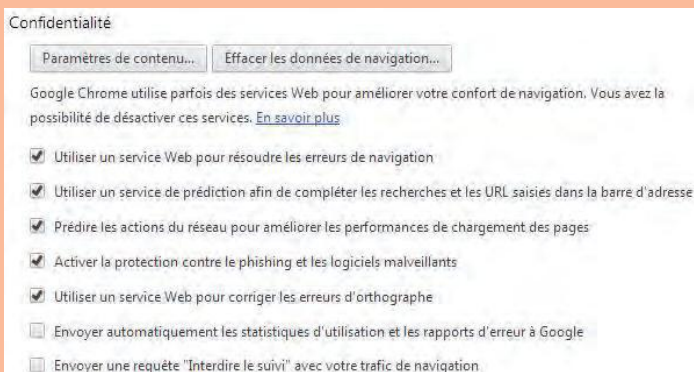 Confidentialité
Paramètres de contenu... Effacer les données de navigation...
Google Chrome utilise parfois des services Web pour améliorer votre confort de navigation. Vous avez la
possibilité de désactiver ces services. En savoir plus
Utiliser un service Web pour résoudre les erreurs de navigation
Utiliser un service de prédiction afin de compléter les recherches et les URL saisies dans la barre d'adresse
Prédire les actions du réseau pour améliorer les performances de chargement des pages
Activer la protection contre le phishing et les logiciels malveillants
Utiliser un service Web pour corriger les erreurs d'orthographe
Envoyer automatiquement les statistiques d'utilisation et les rapports d'erreur à Google
Envoyer une requête "Interdire le suivi" avec votre trafic de navigation